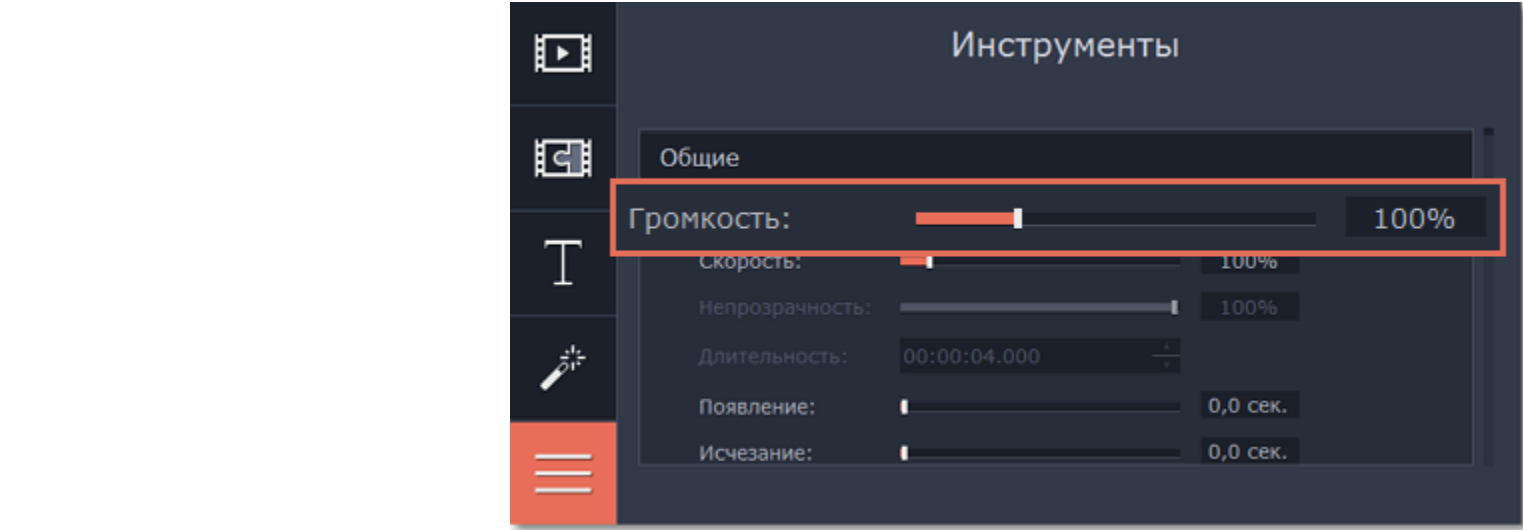 Инструменты
Общие
Громкость: 100%
Скорость: 100%
Непрозрачность: 100%
Длительность: 00:00:04.000
Появление: 0,0 сек.
Исчезание: 0,0 сек.